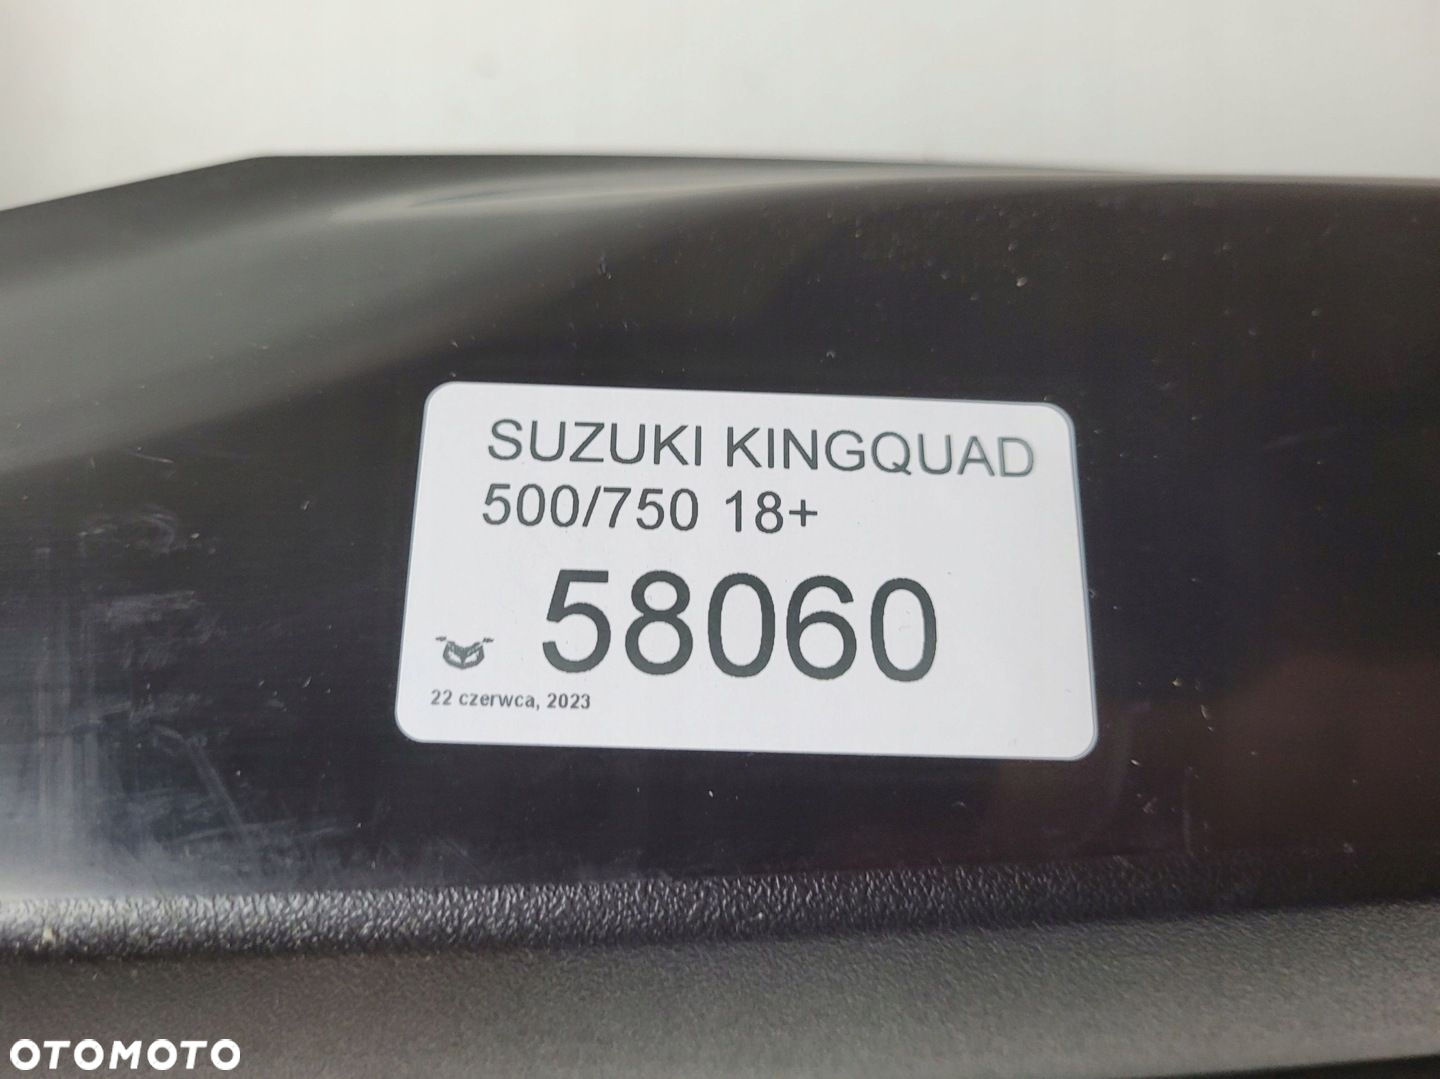 SUZUKI KINGQUAD
500/750 18+
58060
22 czerwca, 2023
OTOMOTO